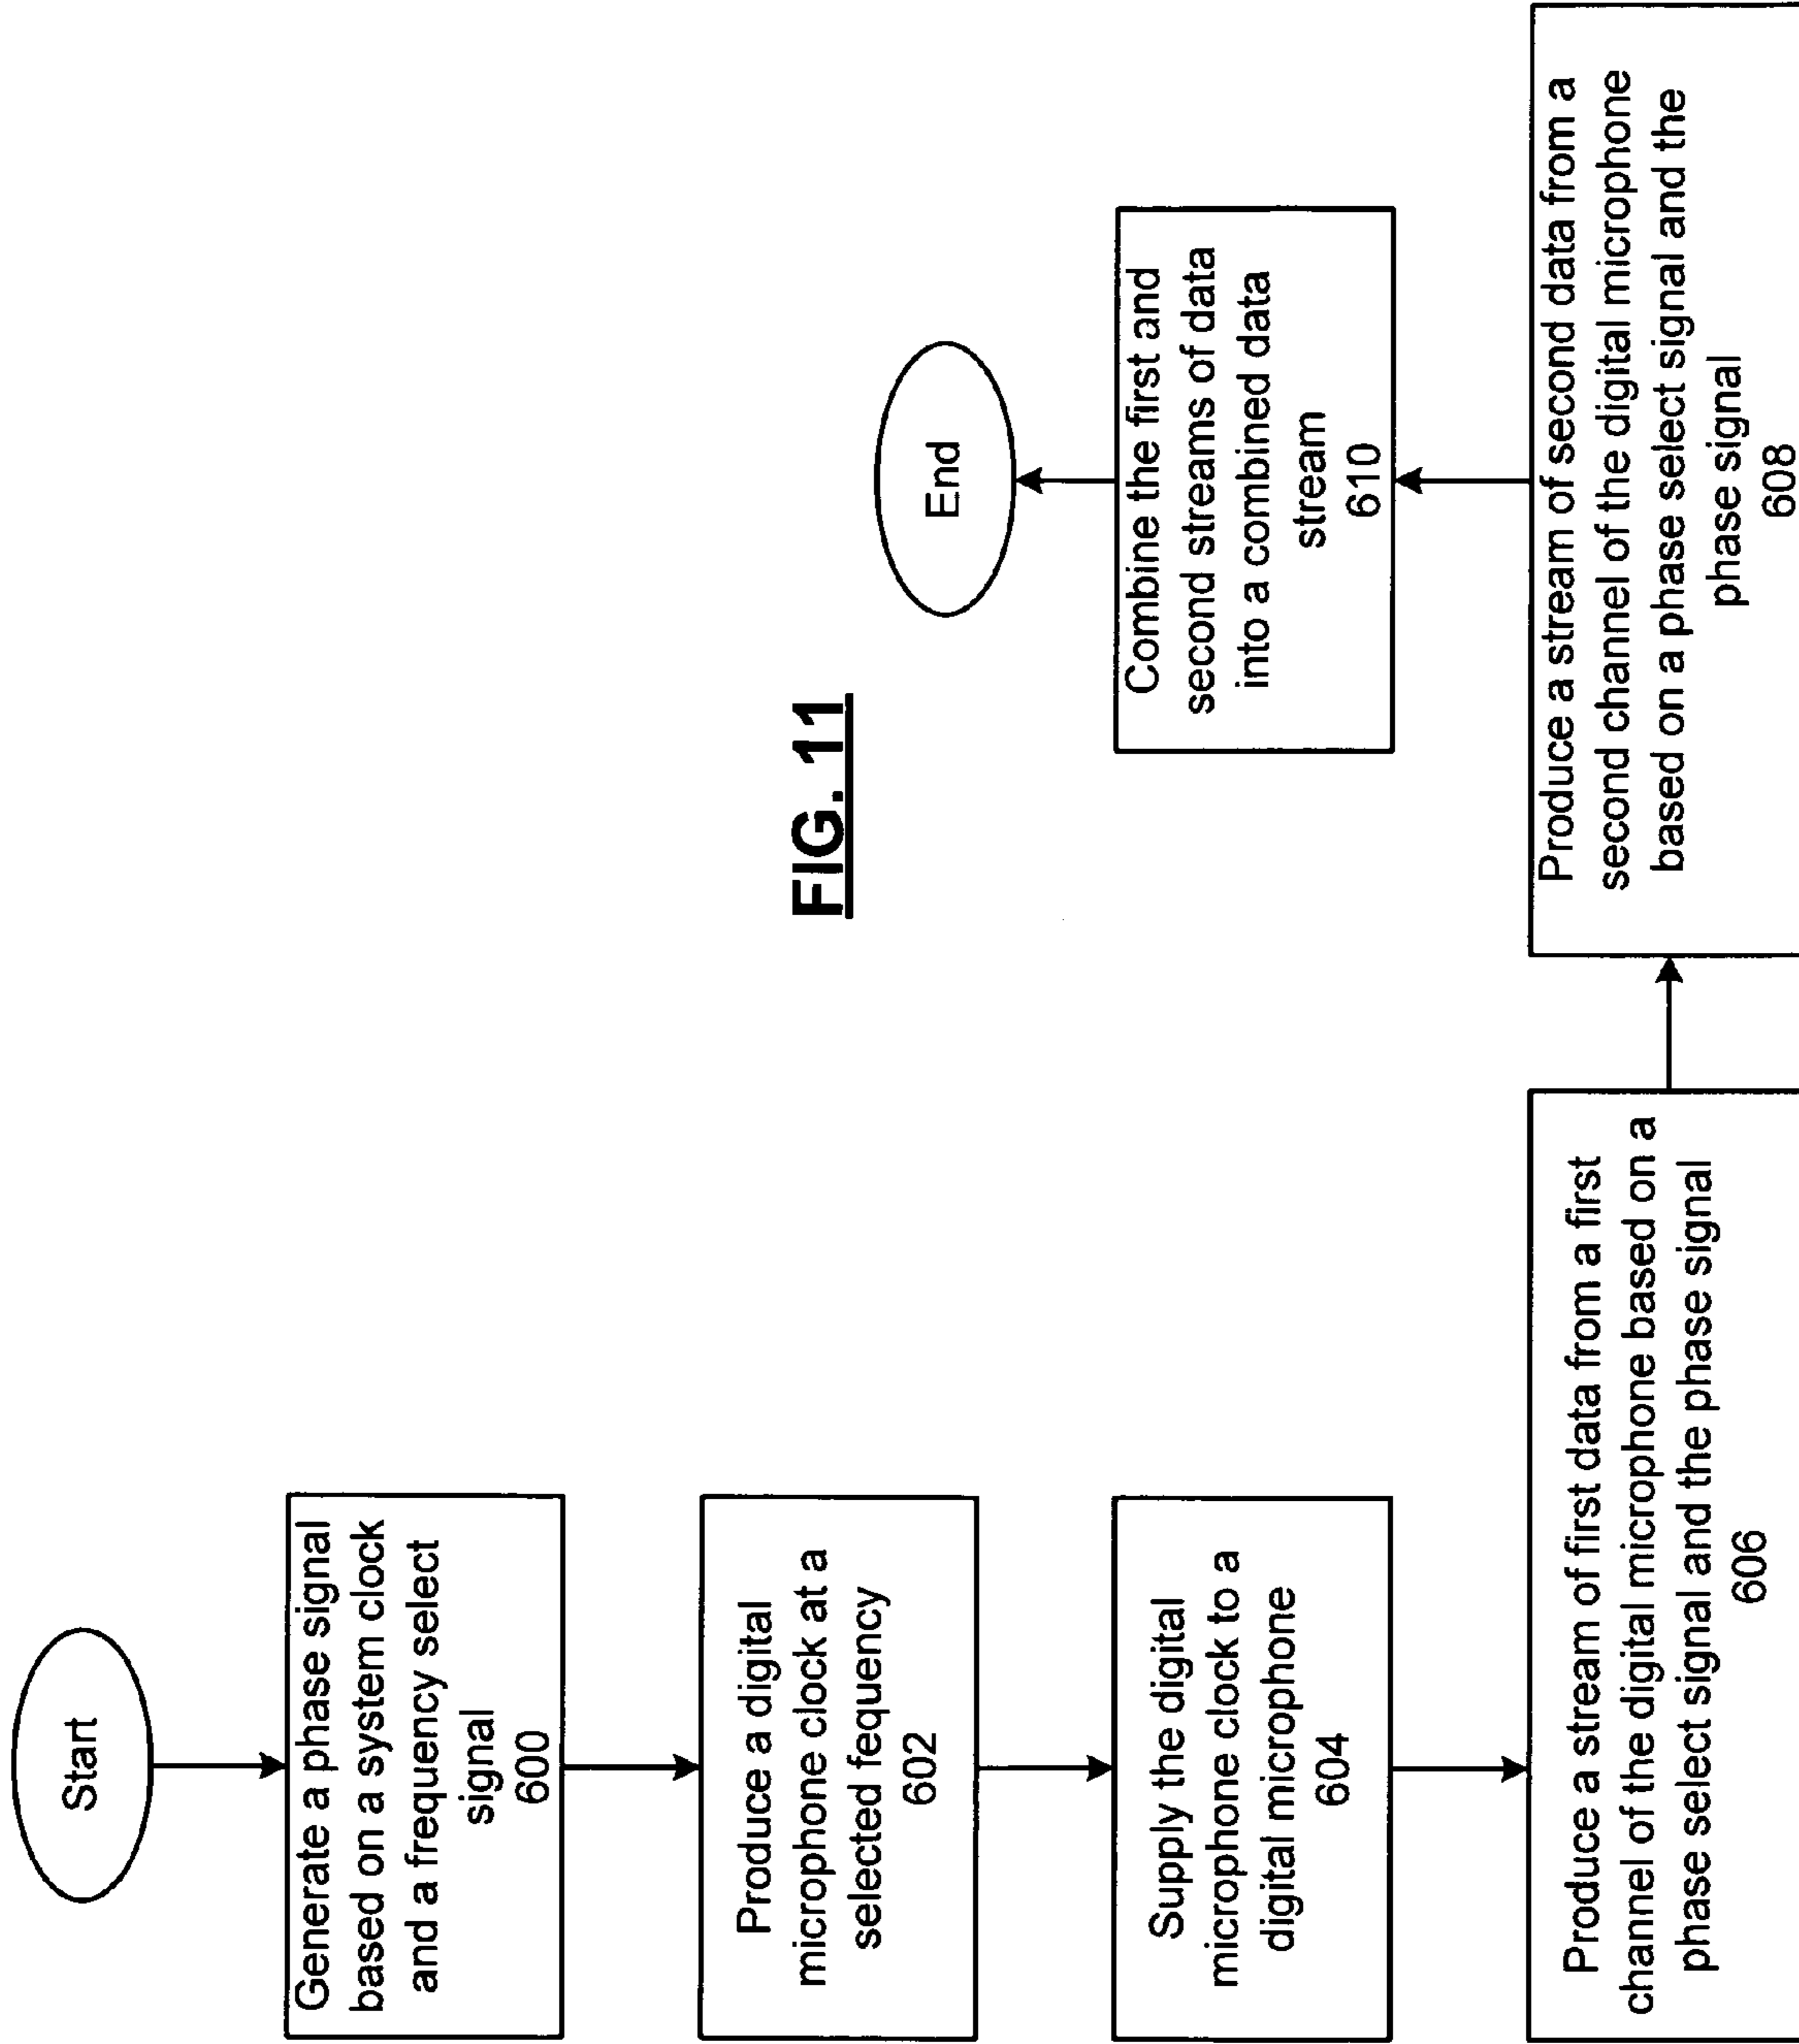 Start
Generate a phase signal
based on a system clock
and a frequency select
signal
600
Produce a digital
microphone clock at a
selected fequency
602
Supply the digital
microphone clock to a
digital microphone
604
Produce a stream of first data from a first
channel of the digital microphone based on a
phase select signal and the phase signal
606
Produce a stream of second data from a
second channel of the digital microphone
based on a phase select signal and the
phase signal
608
Combine the first and
second streams of data
into a combined data
stream
610
End
FIG. 11